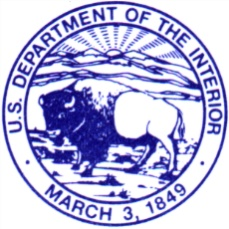 U.S. DEPARTMENT OF THE INTERIOR
MARCH 3, 1849